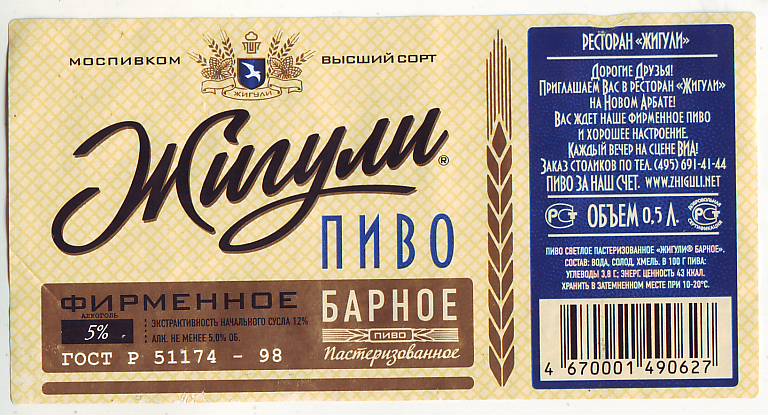 МОСПИВКОМ
ВЫСШИЙ СОРТ
ЖИГУЛИ
Жигули®
ПИВО
ФИРМЕННОЕ
АЛКОГОЛЬ
5%
ЭКСТРАКТИВНОСТЬ НАЧАЛЬНОГО СУСЛА 12%
АЛК. НЕ МЕНЕЕ 5,0% ОБ.
ГОСТ Р 51174 - 98
БАРНОЕ
ПИВО
Пастеризованное
РЕСТОРАН «ЖИГУЛИ»
ДОРОГИЕ ДРУЗЬЯ!
ПРИГЛАШАЕМ ВАС В РЕСТОРАН «ЖИГУЛИ»
НА НОВОМ АРБАТЕ!
ВАС ЖДЕТ НАШЕ ФИРМЕННОЕ ПИВО
И ХОРОШЕЕ НАСТРОЕНИЕ.
КАЖДЫЙ ВЕЧЕР НА СЦЕНЕ ВИА!
ЗАКАЗ СТОЛИКОВ ПО ТЕЛ. (495) 691-41-44
ПИВО ЗА НАШ СЧЕТ. WWW.ZHIGULI.NET
РСТ
ОБЪЕМ 0,5 Л.
ДОБРОВОЛЬНАЯ
РСТ
СЕРТИФИКАЦИЯ
ПИВО СВЕТЛОЕ ПАСТЕРИЗОВАННОЕ «ЖИГУЛИ® БАРНОЕ».
СОСТАВ: ВОДА, СОЛОД, ХМЕЛЬ. В 100 Г ПИВА:
УГЛЕВОДЫ 3,8 Г; ЭНЕРГ. ЦЕННОСТЬ 43 ККАЛ.
ХРАНИТЬ В ЗАТЕМНЕННОМ МЕСТЕ ПРИ 10-20°С.
4 670001 490627